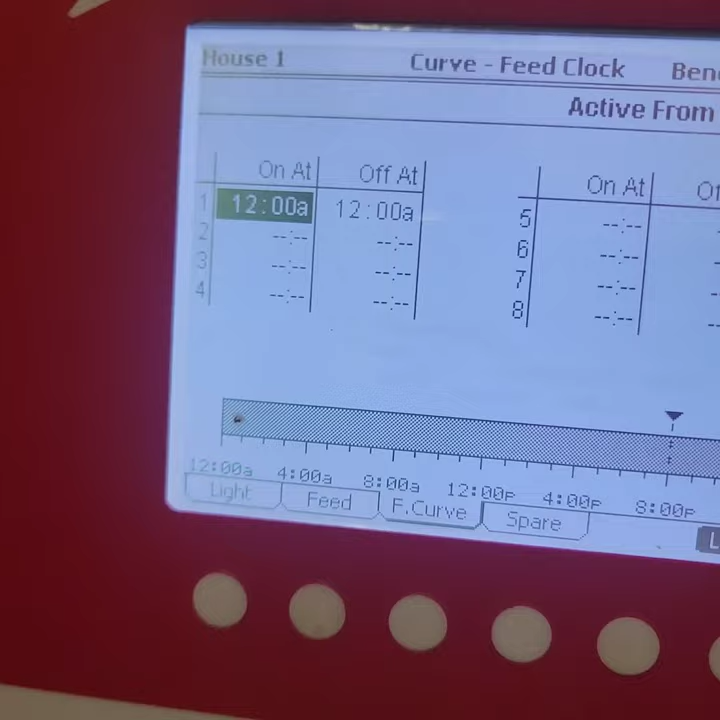 House 1 Curve - Feed Clock
Active From
On At Off At On At
1 12:00a 12:00a 5 --:--
2 --:-- --:-- 6 --:--
3 --:-- --:-- 7 --:--
4 --:-- --:-- 8 --:--
12:00a 4:00a 8:00a 12:00P 4:00P 8:00P
Light Feed F.Curve Spare